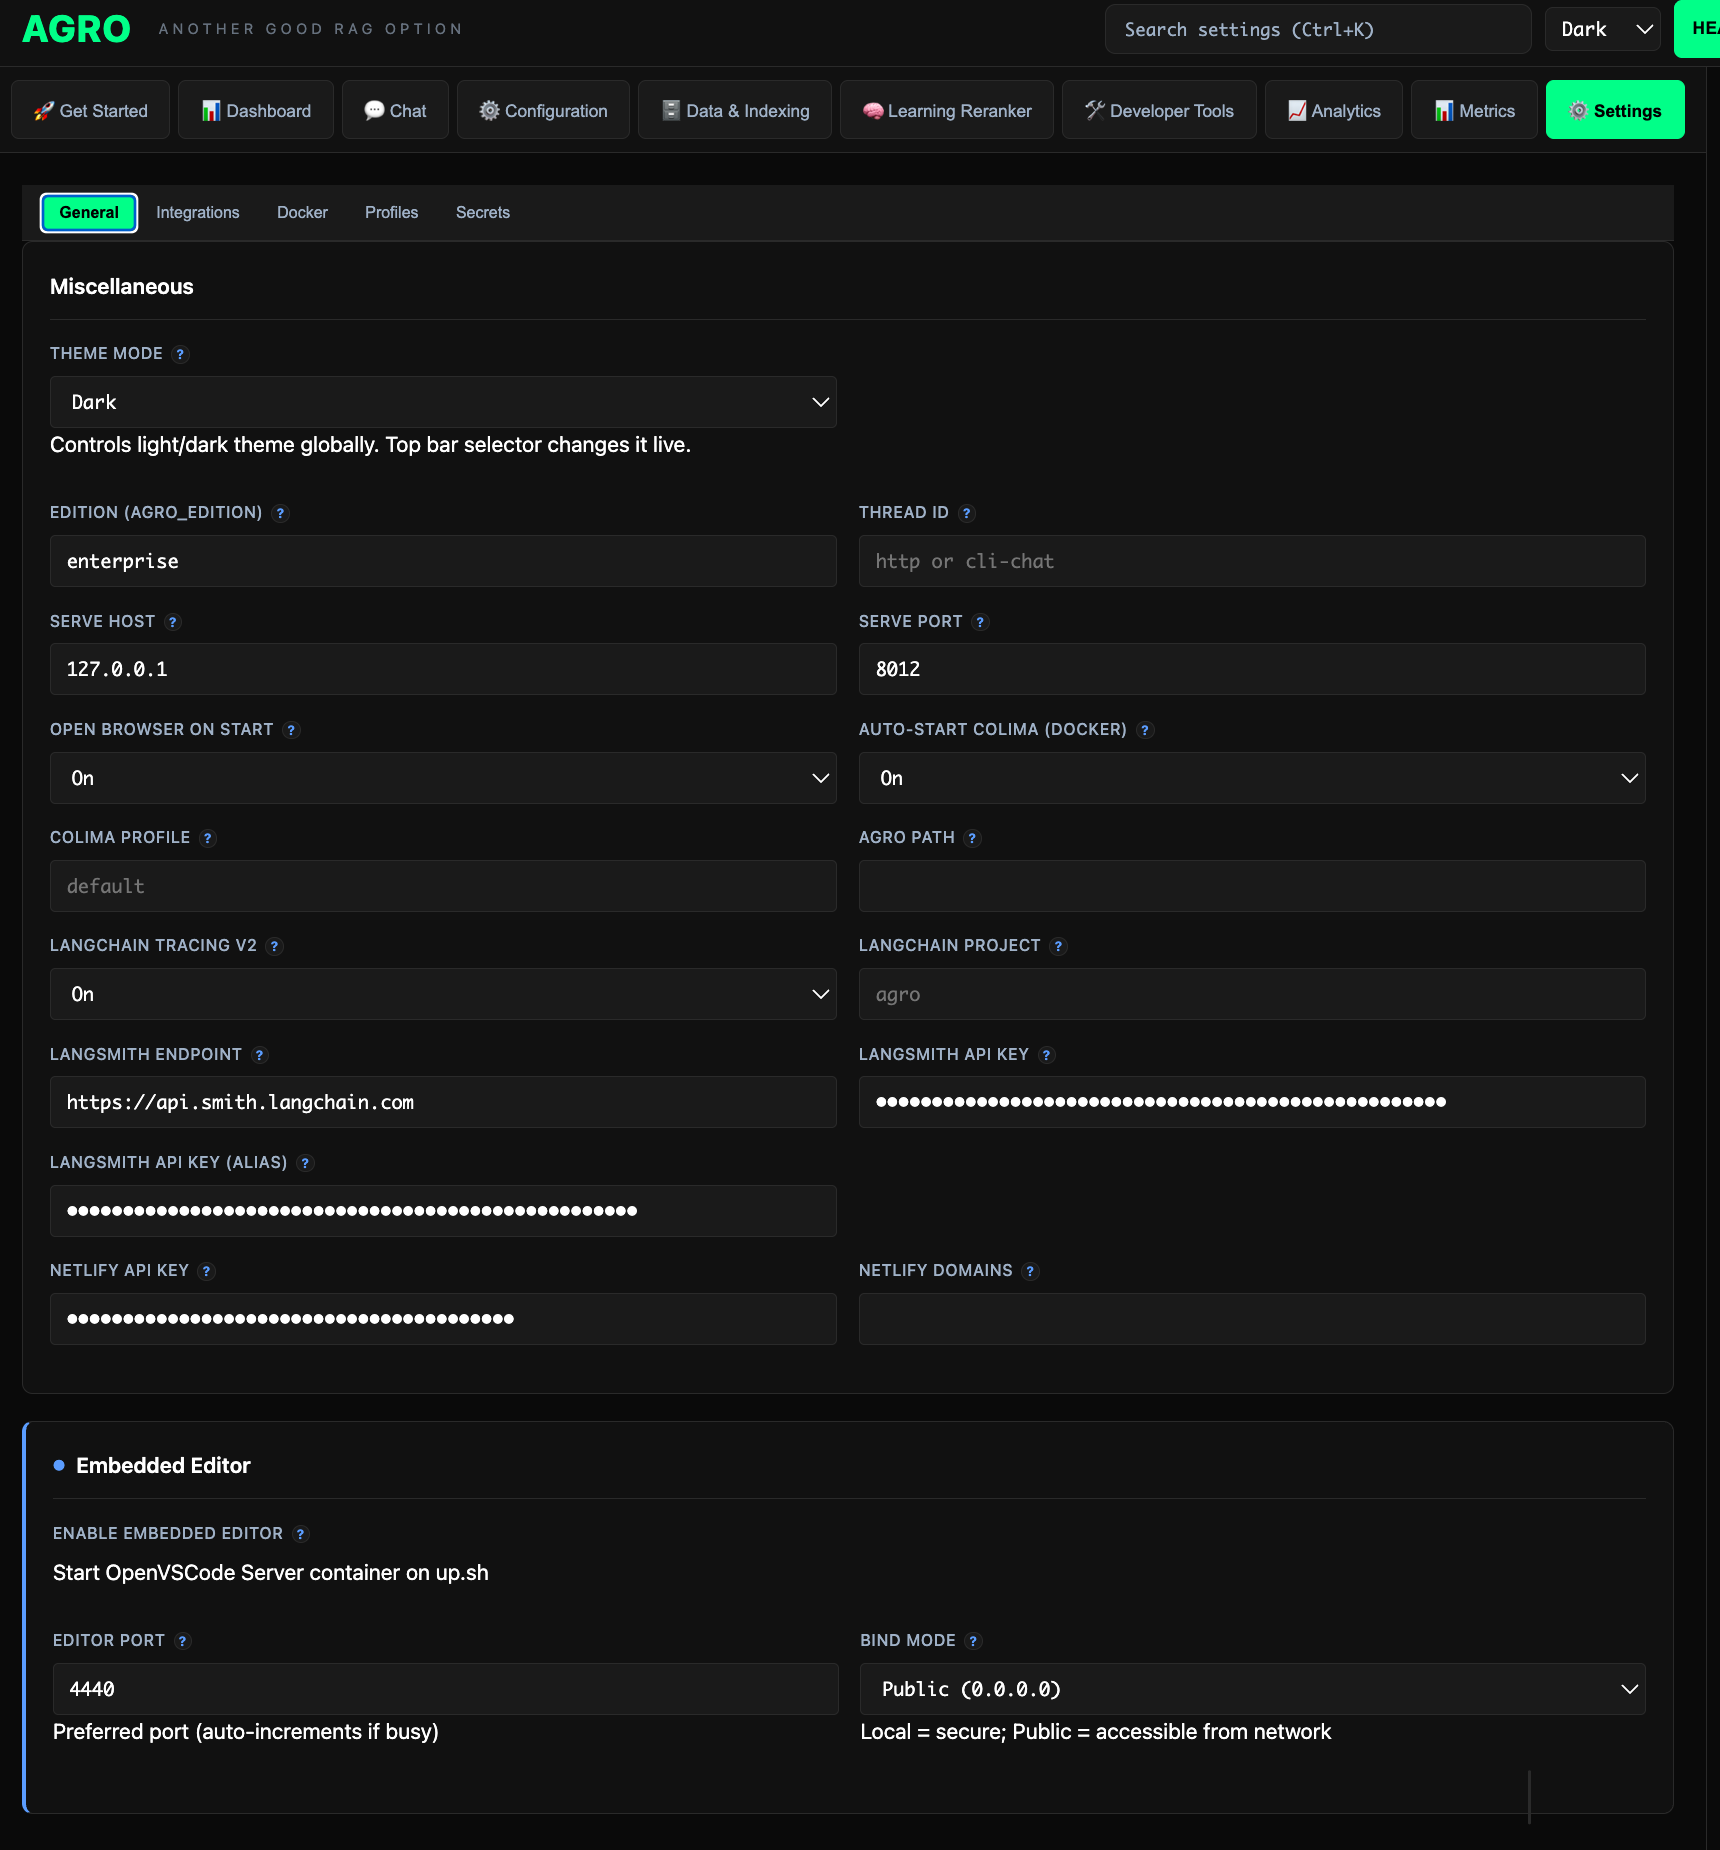 AGRO ANOTHER GOOD RAG OPTION Search settings (Ctrl+K) Dark
Get Started Dashboard Chat Configuration Data & Indexing Learning Reranker Developer Tools Analytics Metrics Settings
General Integrations Docker Profiles Secrets
Miscellaneous
THEME MODE ?
Dark
Controls light/dark theme globally. Top bar selector changes it live.
EDITION (AGRO_EDITION) ? THREAD ID ?
enterprise http or cli-chat
SERVE HOST ? SERVE PORT ?
127.0.0.1 8012
OPEN BROWSER ON START ? AUTO-START COLIMA (DOCKER) ?
On On
COLIMA PROFILE ? AGRO PATH ?
default
LANGCHAIN TRACING V2 ? LANGCHAIN PROJECT ?
On agro
LANGSMITH ENDPOINT ? LANGSMITH API KEY ?
https://api.smith.langchain.com
LANGSMITH API KEY (ALIAS) ?
NETLIFY API KEY ? NETLIFY DOMAINS ?
Embedded Editor
ENABLE EMBEDDED EDITOR ?
Start OpenVSCode Server container on up.sh
EDITOR PORT ? BIND MODE ?
4440 Public (0.0.0.0)
Preferred port (auto-increments if busy) Local = secure; Public = accessible from network